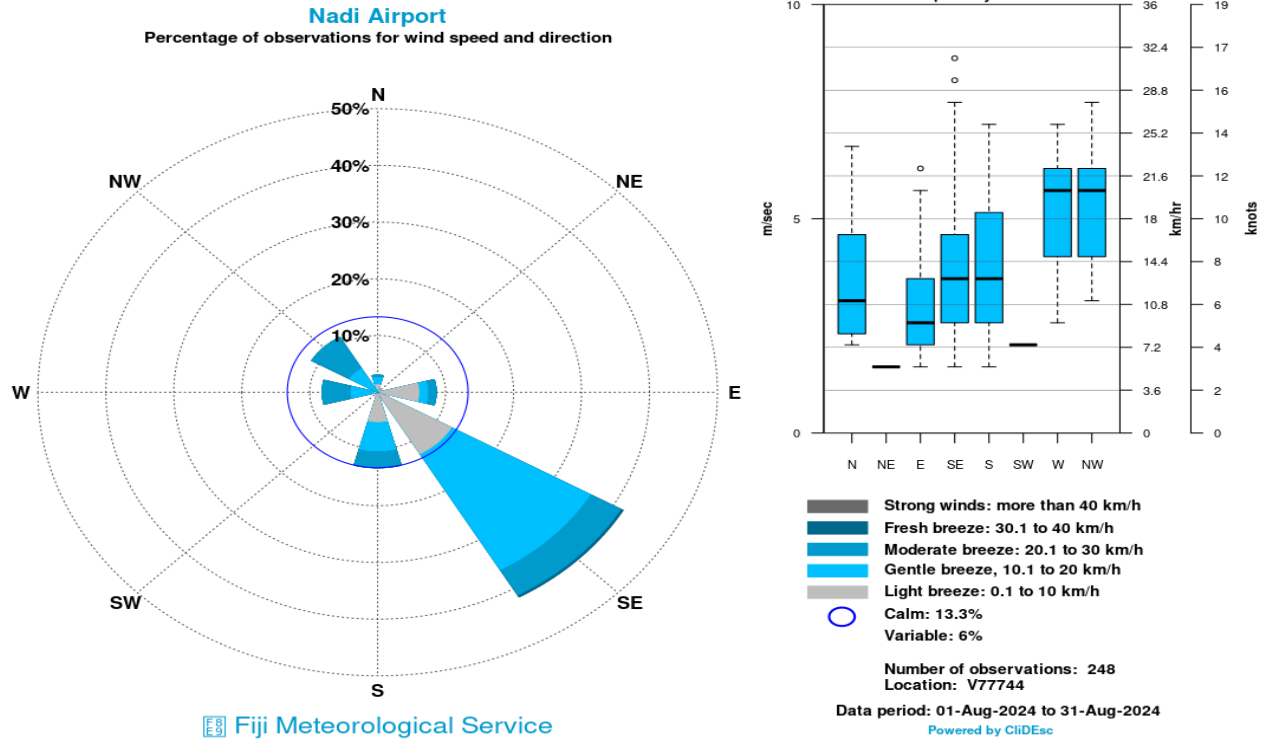 Nadi Airport
Percentage of observations for wind speed and direction
N
50%
40%
30%
20%
10%
NW
NE
W
E
SW
SE
S
Fiji Meteorological Service
10
5
0
m/sec
36
32.4
28.8
25.2
21.6
18
14.4
10.8
7.2
3.6
0
km/hr
19
17
16
14
12
10
8
6
4
2
0
knots
N NE E SE S SW W NW
Strong winds: more than 40 km/h
Fresh breeze: 30.1 to 40 km/h
Moderate breeze: 20.1 to 30 km/h
Gentle breeze, 10.1 to 20 km/h
Light breeze: 0.1 to 10 km/h
Calm: 13.3%
Variable: 6%
Number of observations: 248
Location: V77744
Data period: 01-Aug-2024 to 31-Aug-2024
Powered by CliDEsc